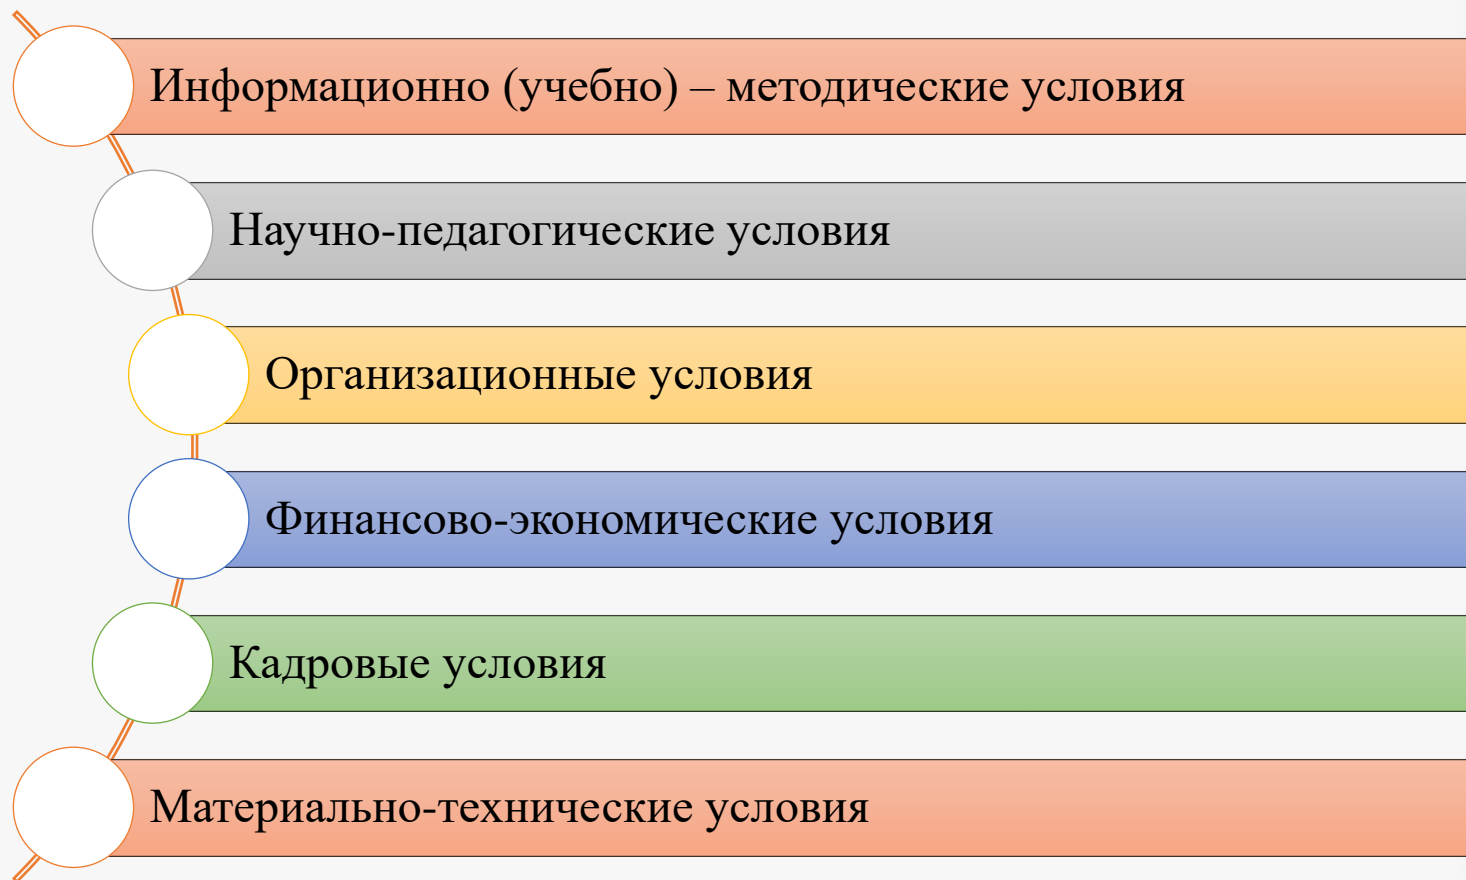 Информационно (учебно) – методические условия
Научно-педагогические условия
Организационные условия
Финансово-экономические условия
Кадровые условия
Материально-технические условия